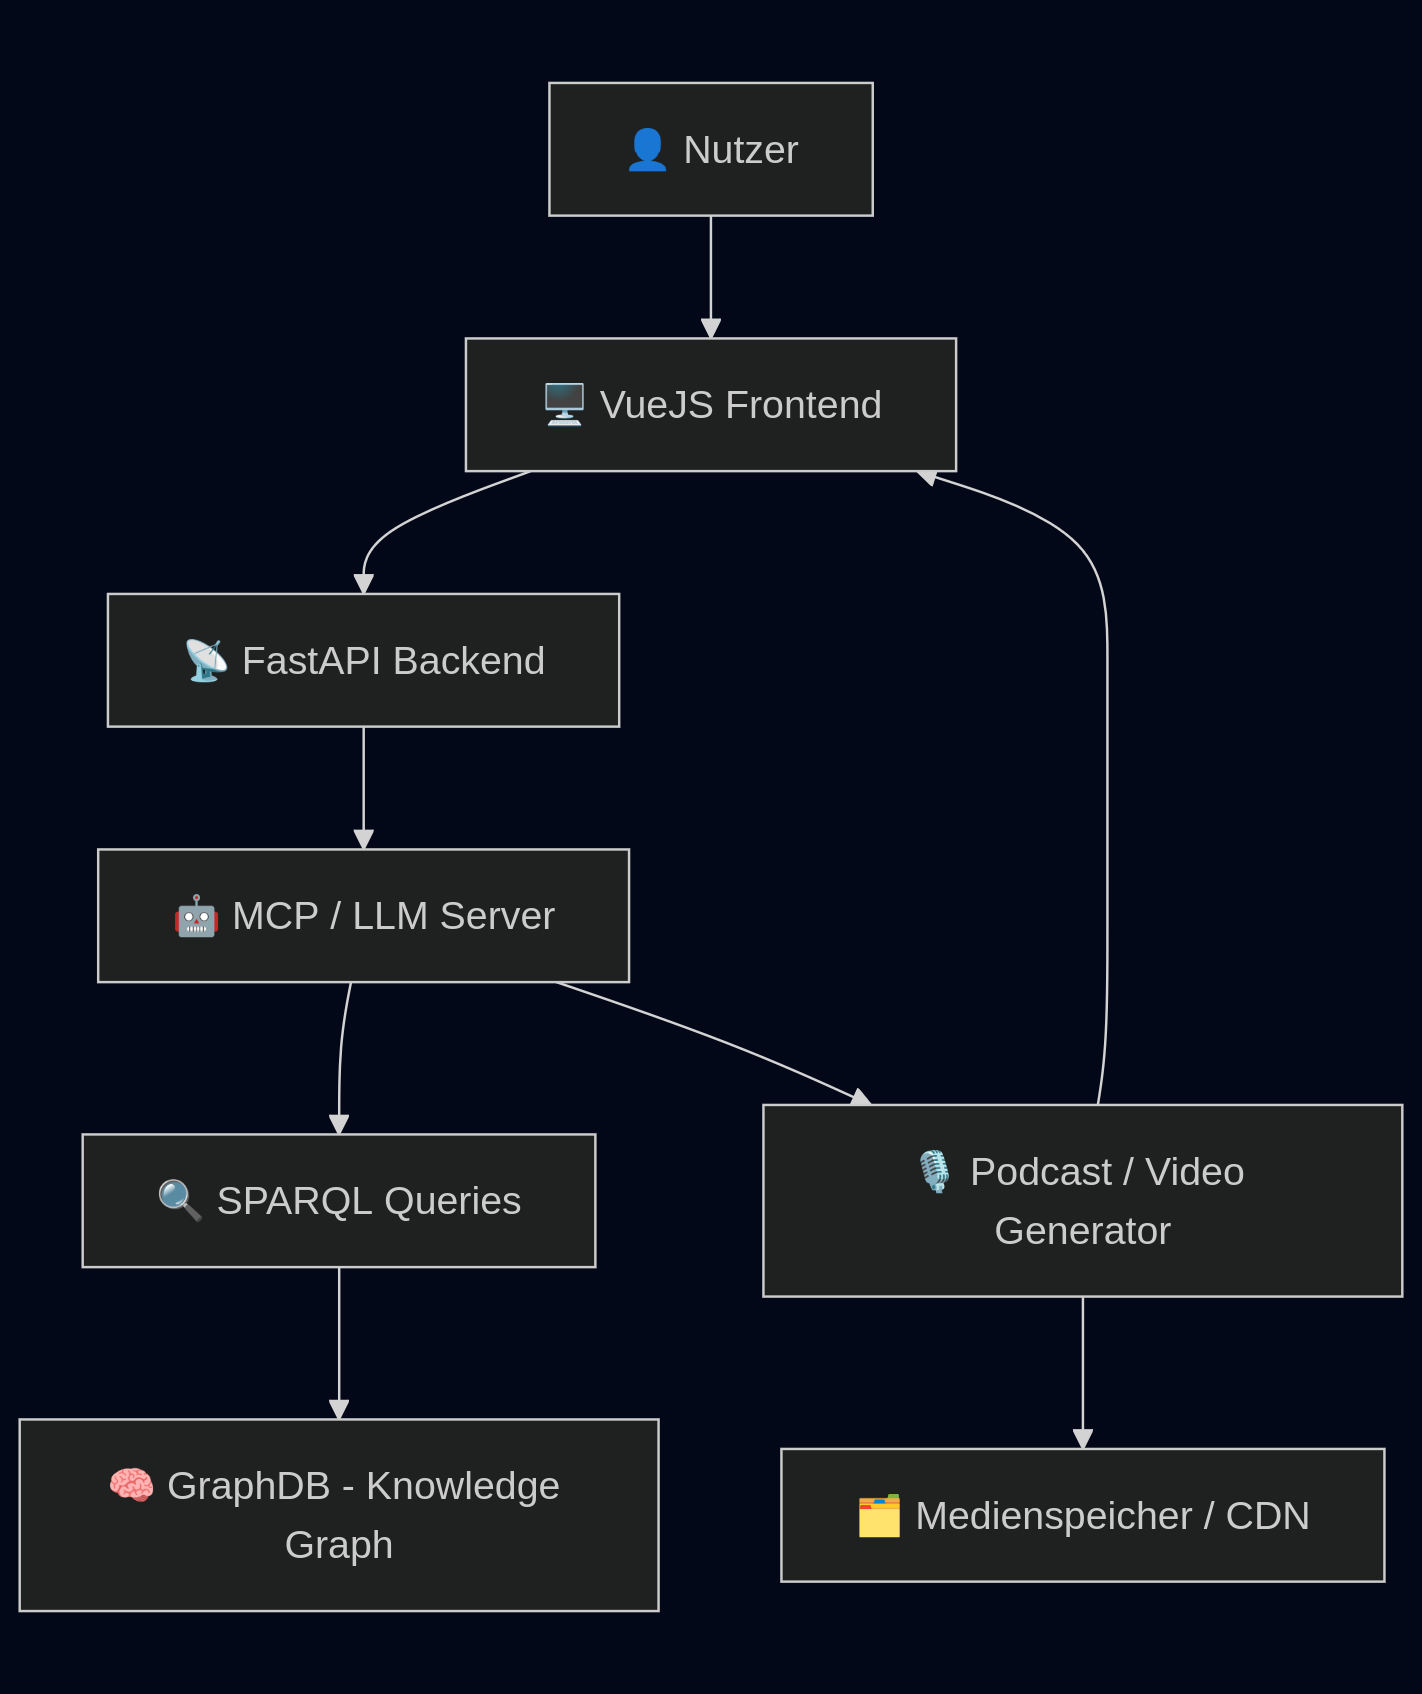 👤 Nutzer
🖥️ VueJS Frontend
📡 FastAPI Backend
🤖 MCP / LLM Server
🔍 SPARQL Queries
🎙️ Podcast / Video
Generator
🧠 GraphDB - Knowledge
Graph
🗂️ Medienspeicher / CDN